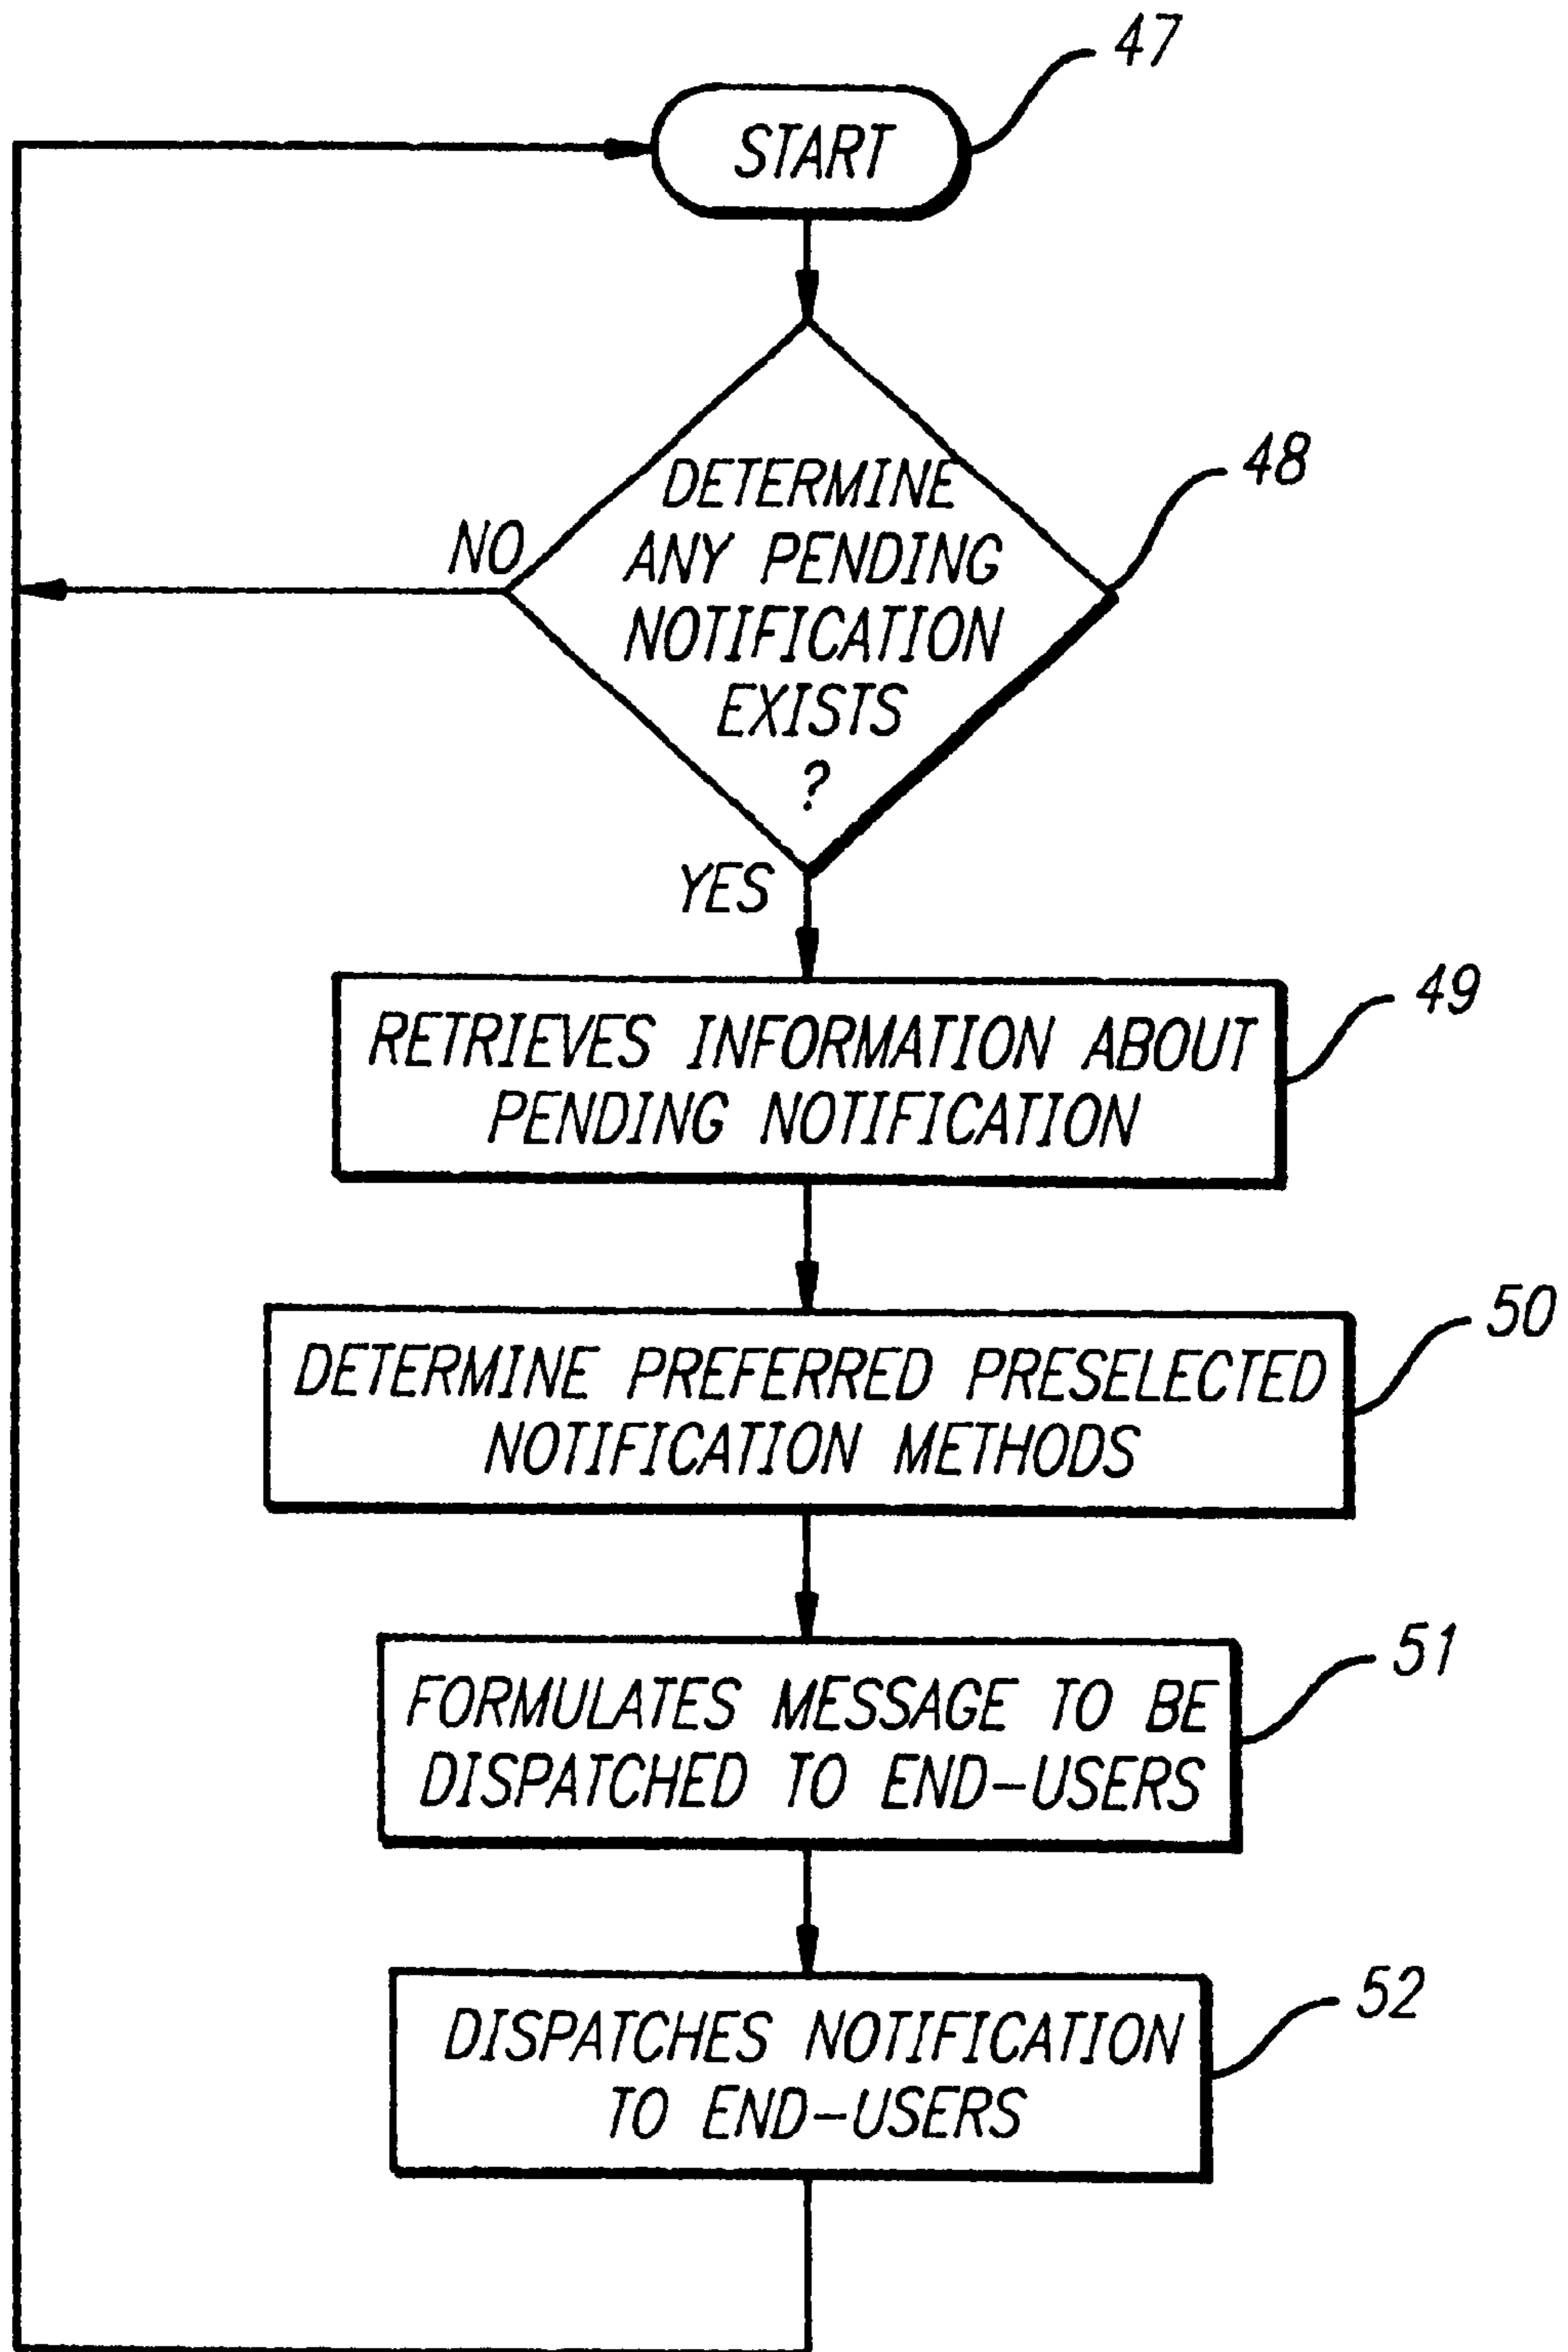 47
START
48
DETERMINE
ANY PENDING
NOTIFICATION
EXISTS
?
NO
YES
49
RETRIEVES INFORMATION ABOUT
PENDING NOTIFICATION
50
DETERMINE PREFERRED PRESELECTED
NOTIFICATION METHODS
51
FORMULATES MESSAGE TO BE
DISPATCHED TO END-USERS
52
DISPATCHES NOTIFICATION
TO END-USERS